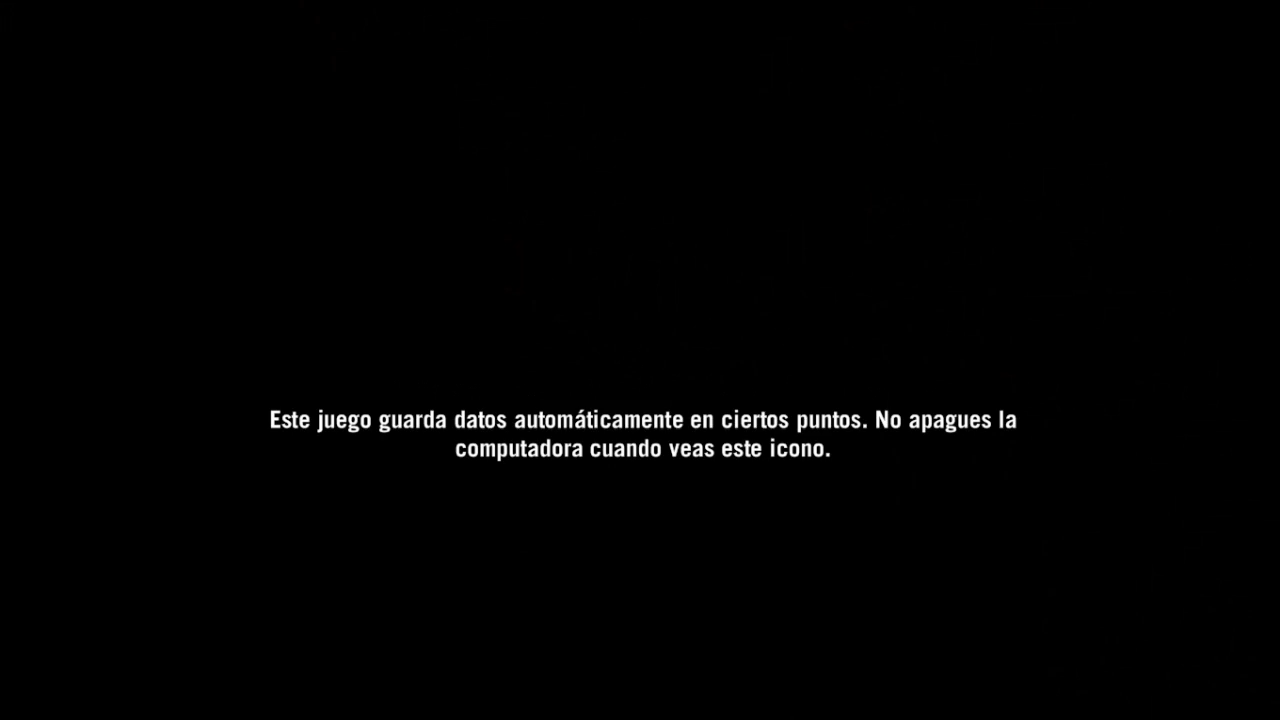 Este juego guarda datos automáticamente en ciertos puntos. No apagues la
computadora cuando veas este icono.